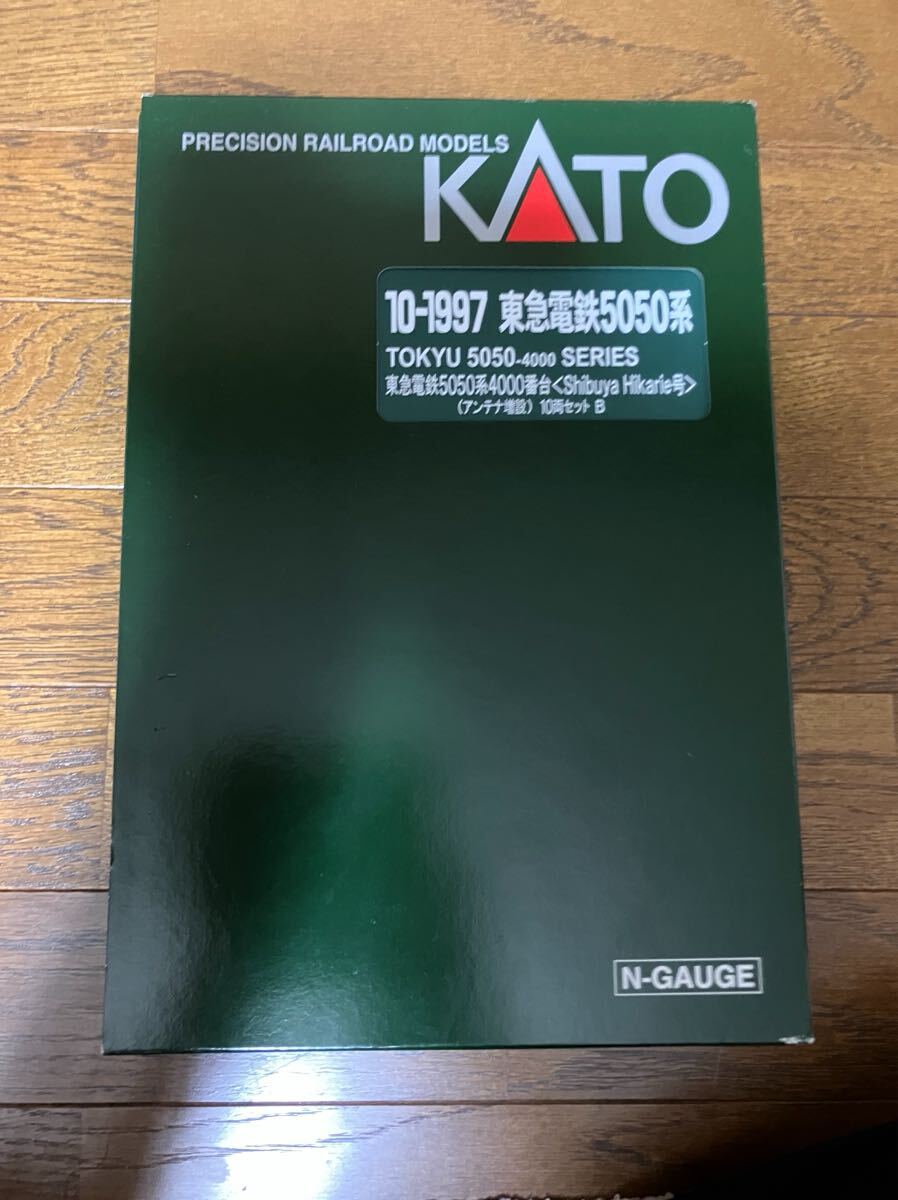 PRECISION RAILROAD MODELS
KATO
10-1997 東急電鉄5050系
TOKYU 5050-4000 SERIES
東急電鉄5050系4000番台<Shibuya Hikarie号>
(アンテナ増設) 10両セット B
N-GAUGE